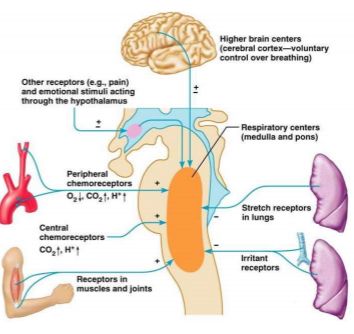 Higher brain centers
(cerebral cortex—voluntary
control over breathing)
Other receptors (e.g., pain)
and emotional stimuli acting
through the hypothalamus
±
±
Respiratory centers
(medulla and pons)
Peripheral
chemoreceptors
O₂↓, CO₂↑, H⁺↑
+
Stretch receptors
in lungs
–
Central
chemoreceptors
CO₂↑, H⁺↑
+
–
Irritant
receptors
+
Receptors in
muscles and joints